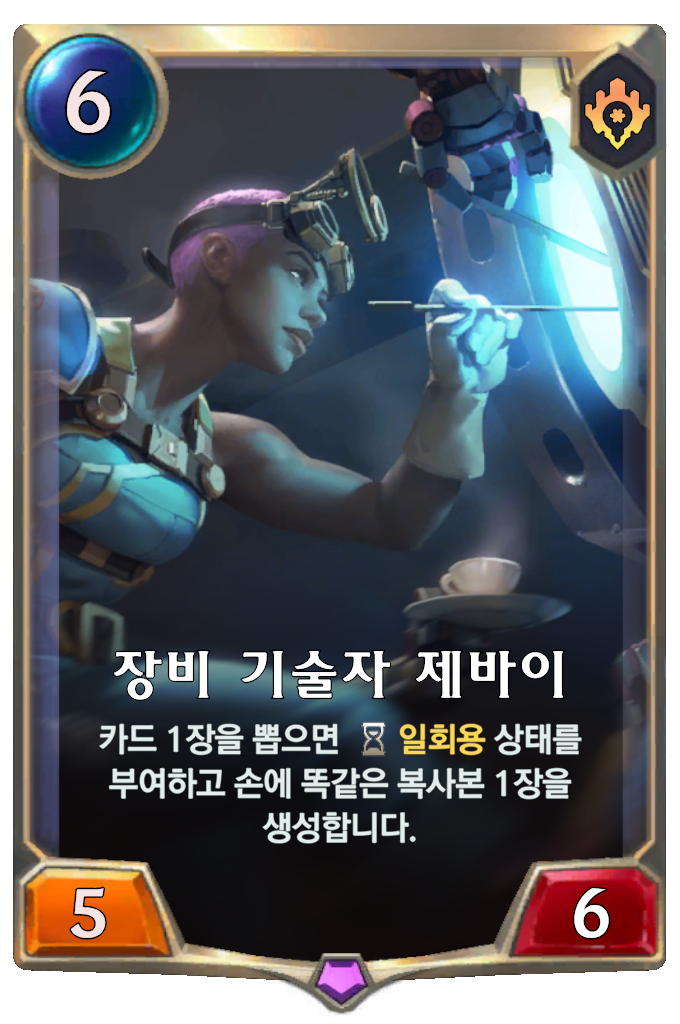 6
장비 기술자 제바이
카드 1장을 뽑으면 일회용 상태를
부여하고 손에 똑같은 복사본 1장을
생성합니다.
5
6